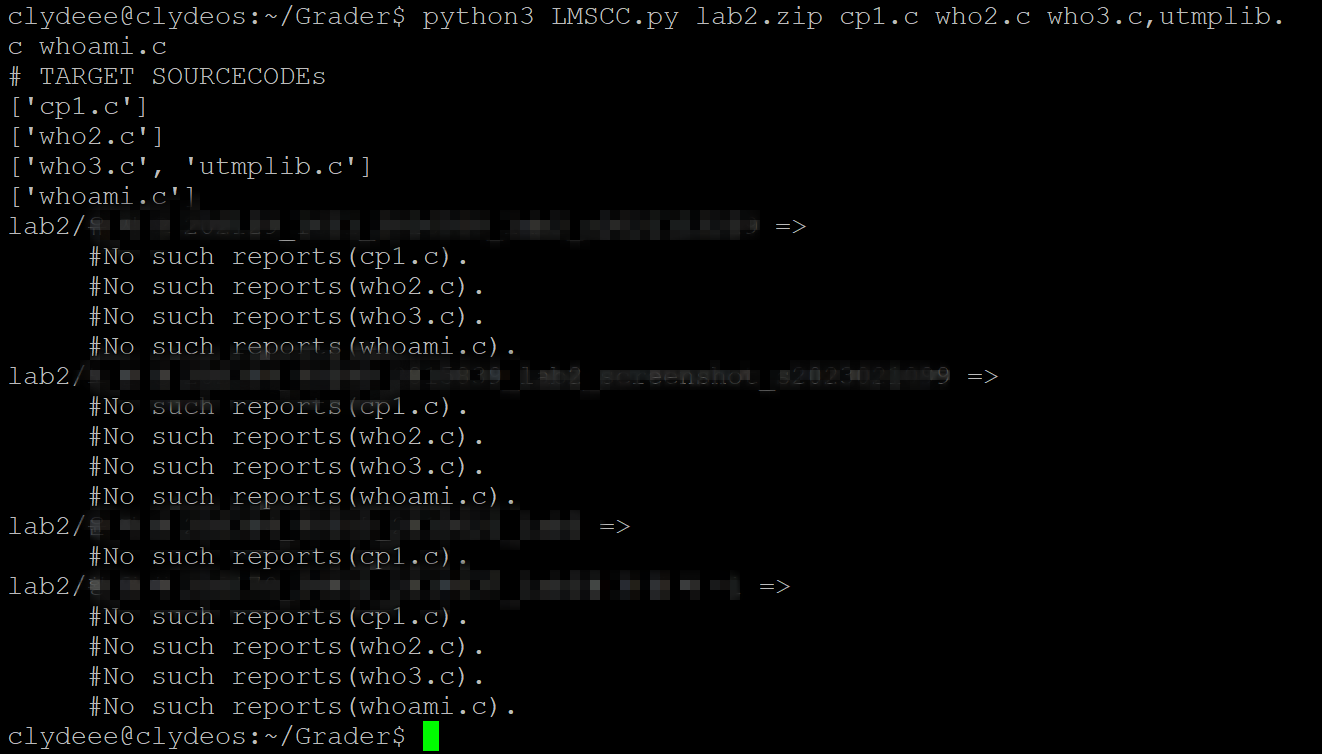 clydeee@clydeos:~/Grader$ python3 LMSCC.py lab2.zip cp1.c who2.c who3.c,utmplib.
c whoami.c
# TARGET SOURCECODEs
['cp1.c']
['who2.c']
['who3.c', 'utmplib.c']
['whoami.c']
lab2/ =>
#No such reports(cp1.c).
#No such reports(who2.c).
#No such reports(who3.c).
#No such reports(whoami.c).
lab2/ =>
#No such reports(cp1.c).
#No such reports(who2.c).
#No such reports(who3.c).
#No such reports(whoami.c).
lab2/ =>
#No such reports(cp1.c).
lab2/ =>
#No such reports(cp1.c).
#No such reports(who2.c).
#No such reports(who3.c).
#No such reports(whoami.c).
clydeee@clydeos:~/Grader$